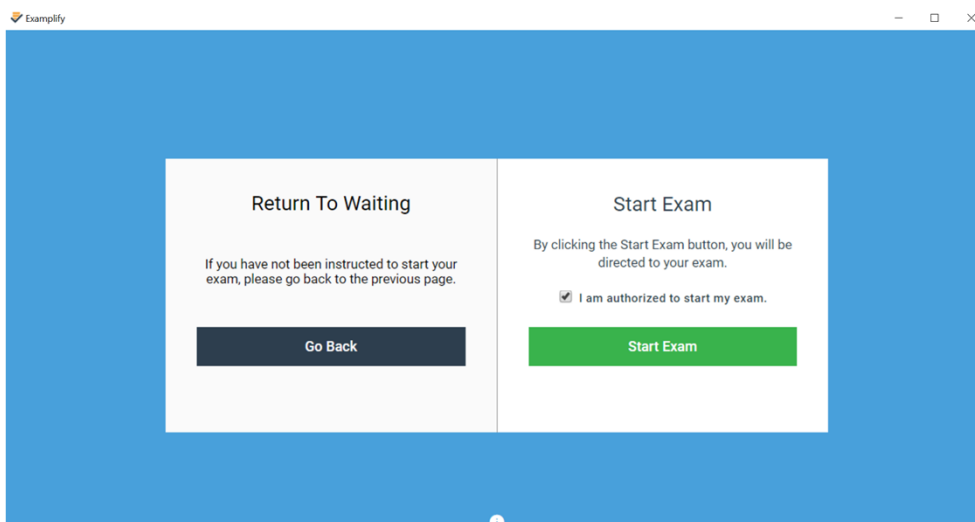 Examplify
Return To Waiting
If you have not been instructed to start your
exam, please go back to the previous page.
Go Back
Start Exam
By clicking the Start Exam button, you will be
directed to your exam.
I am authorized to start my exam.
Start Exam